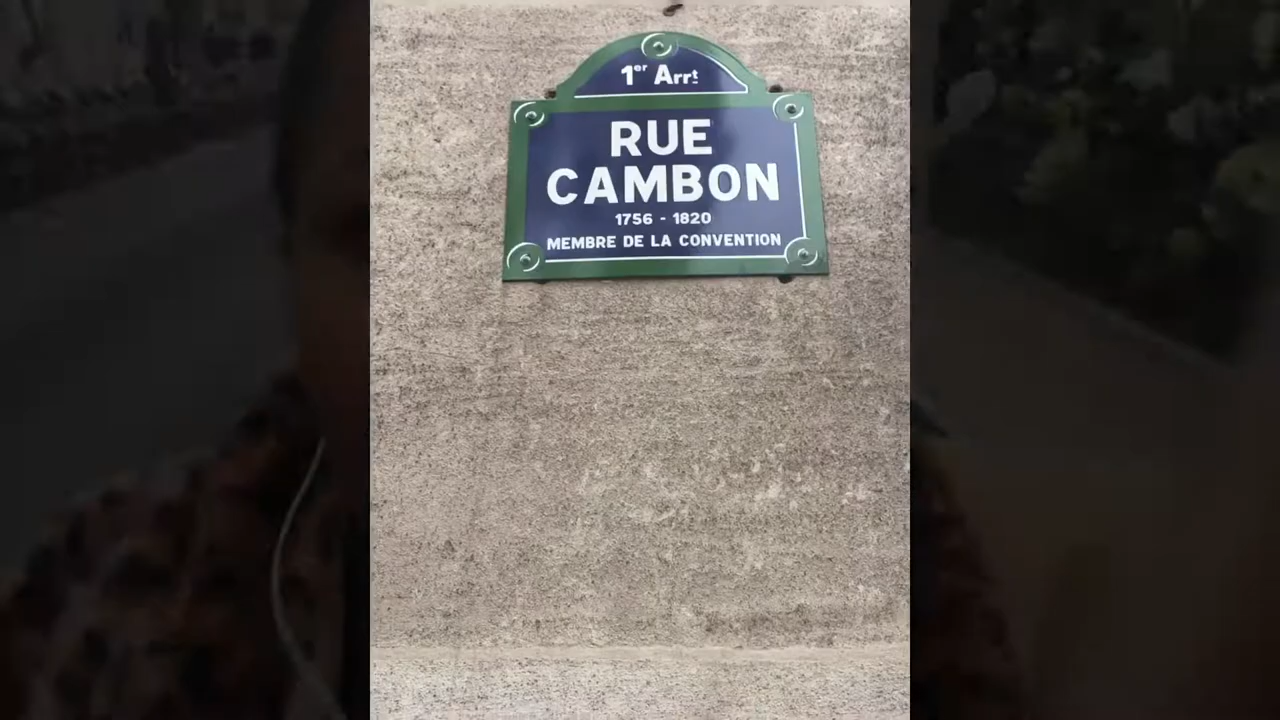 1er Arrt
RUE
CAMBON
1756 - 1820
MEMBRE DE LA CONVENTION